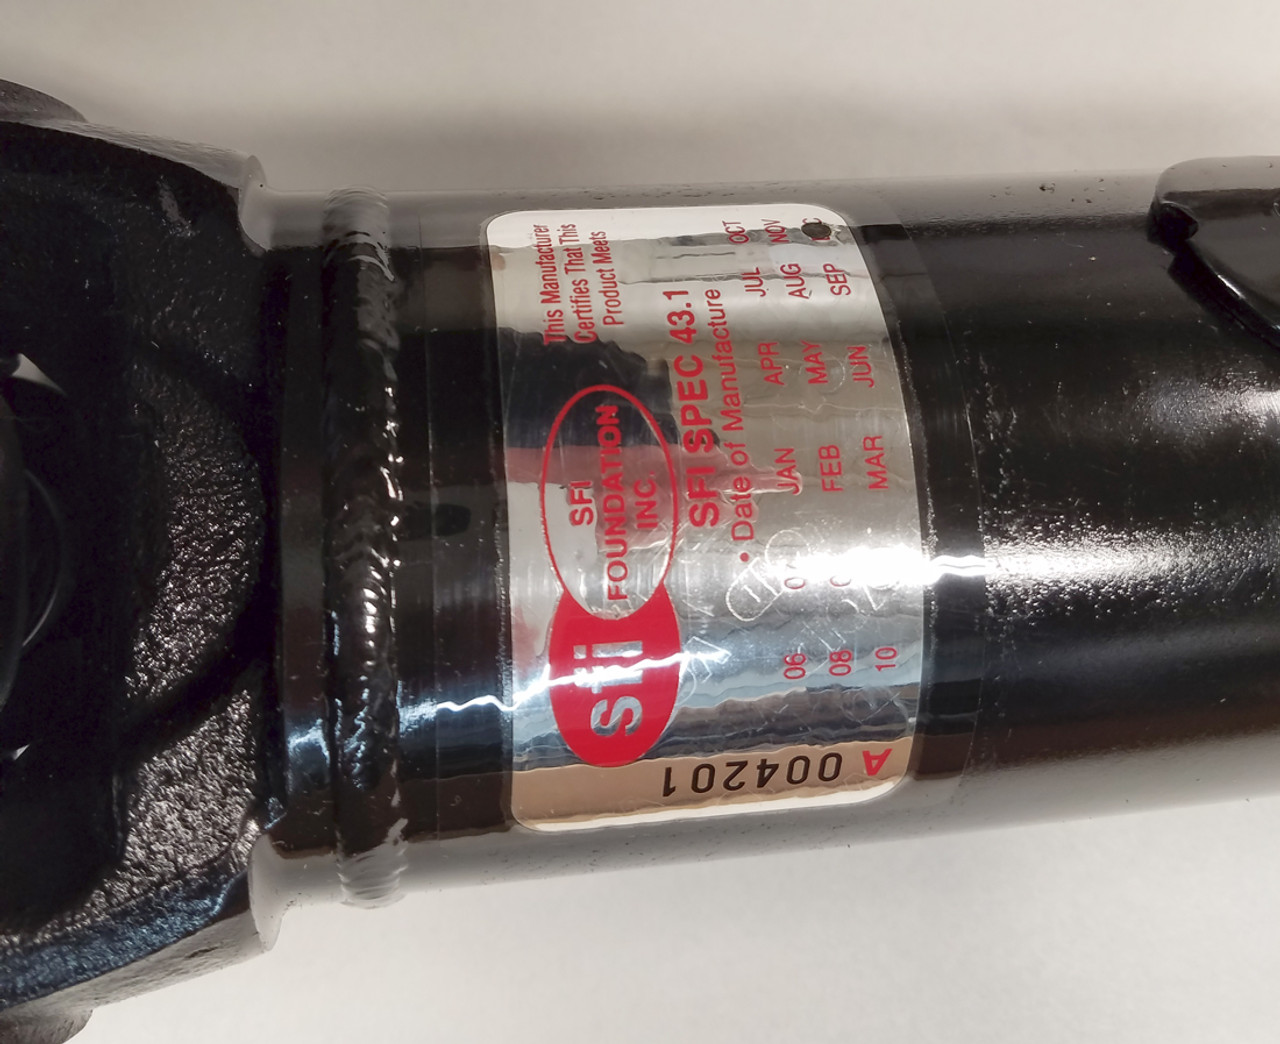 This Manufacturer
Certifies That This
Product Meets
sfi
SFI
FOUNDATION
INC.
SFI SPEC 43.1
• Date of Manufacture
06 JAN APR JUL OCT
08 FEB MAY AUG NOV
10 MAR JUN SEP
A 004201